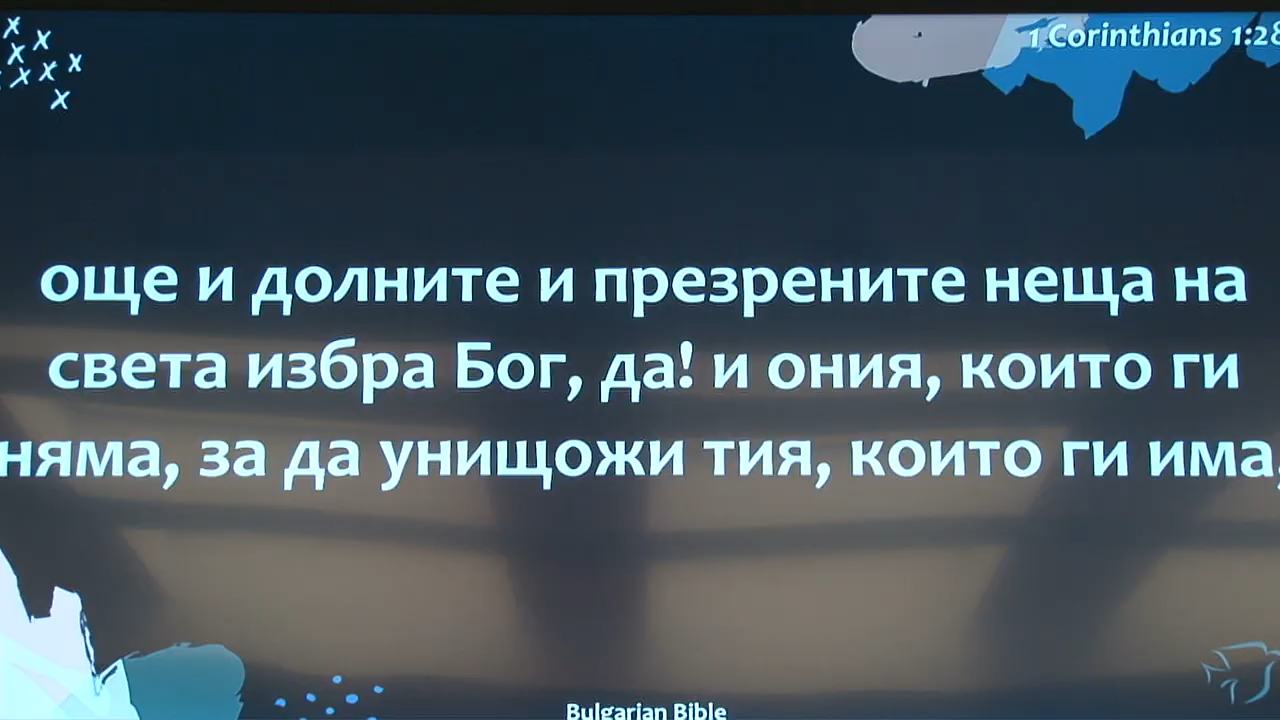 1 Corinthians 1:28
още и долните и презрените неща на
света избра Бог, да! и ония, които ги
няма, за да унищожи тия, които ги има,
Bulgarian Bible